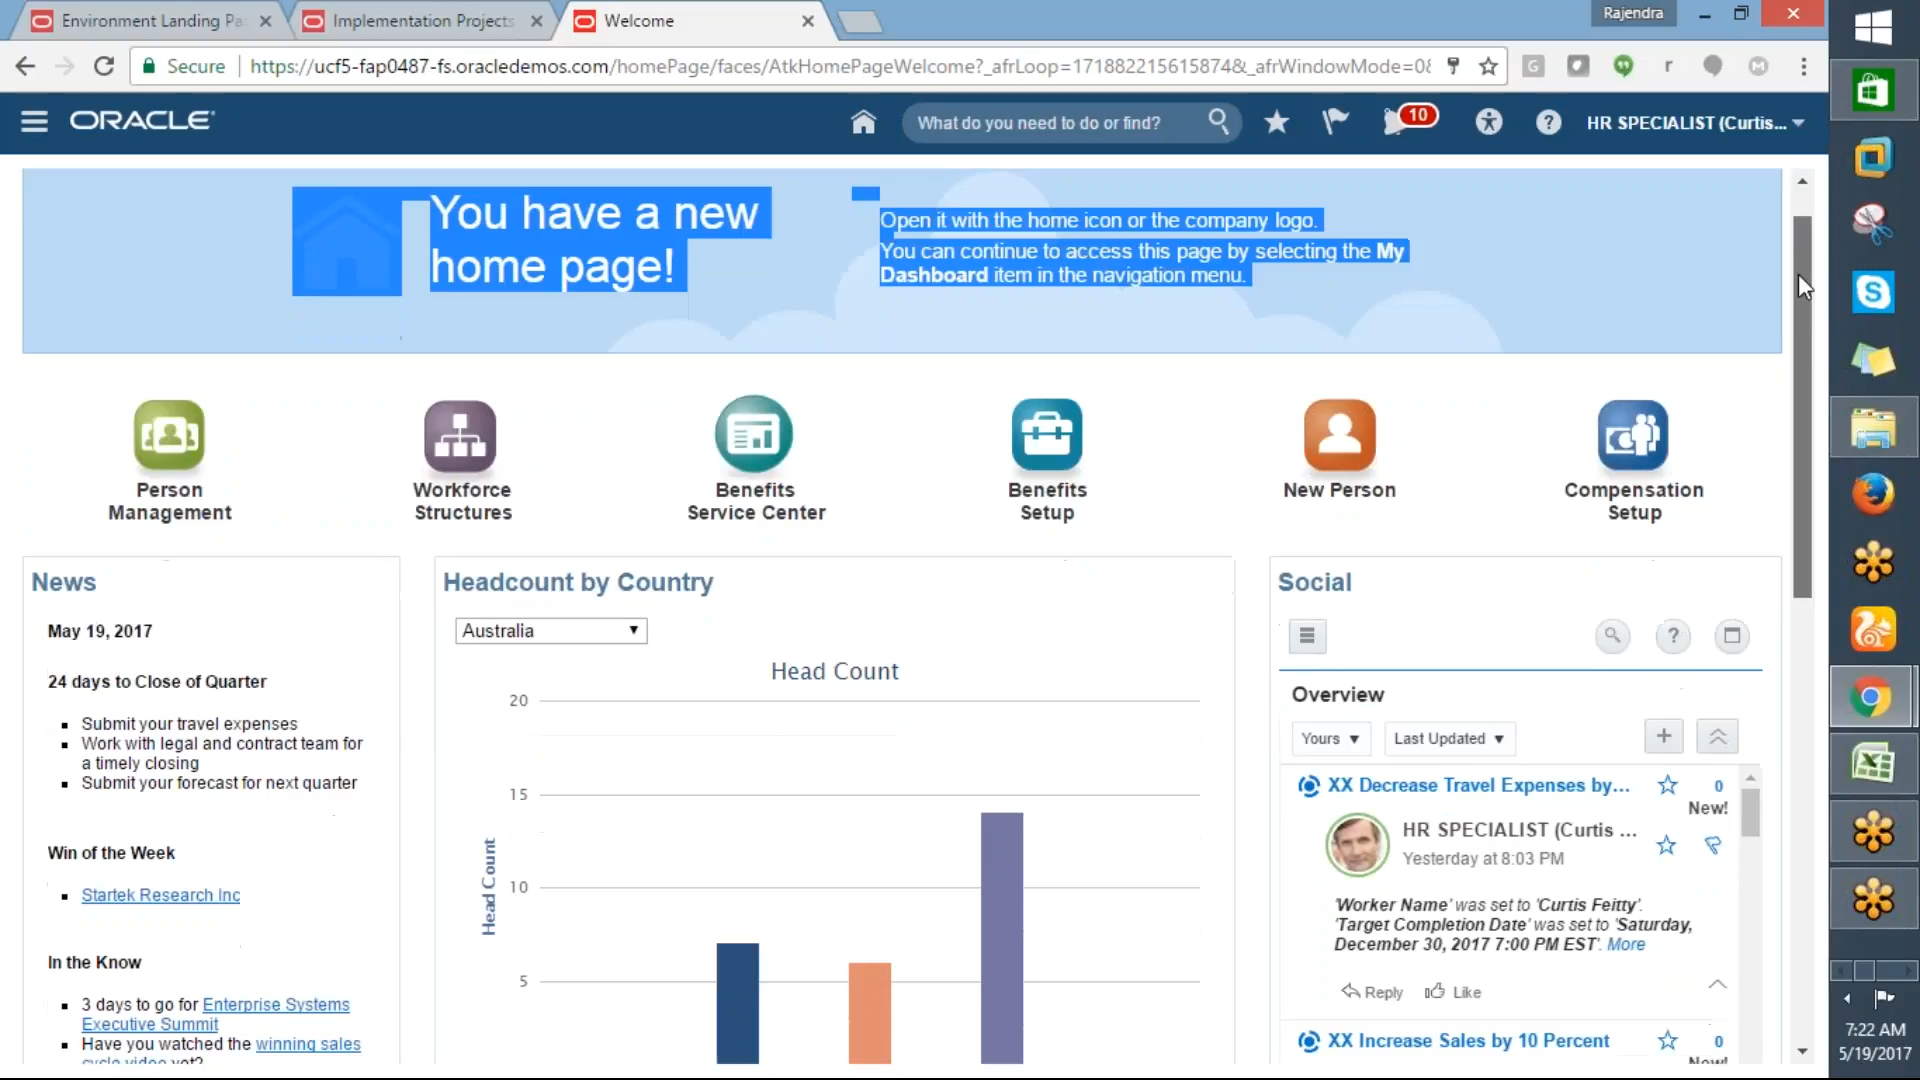 Environment Landing Pa
Implementation Projects
Welcome
Rajendra
Secure
https://ucf5-fap0487-fs.oracledemos.com/homePage/faces/AtkHomePageWelcome?_afrLoop=171882215615874&_afrWindowMode=0&
ORACLE
What do you need to do or find?
10
HR SPECIALIST (Curtis...
You have a new
home page!
Open it with the home icon or the company logo.
You can continue to access this page by selecting the My
Dashboard item in the navigation menu.
Person
Management
Workforce
Structures
Benefits
Service Center
Benefits
Setup
New Person
Compensation
Setup
News
May 19, 2017
24 days to Close of Quarter
Submit your travel expenses
Work with legal and contract team for
a timely closing
Submit your forecast for next quarter
Win of the Week
Startek Research Inc
In the Know
3 days to go for Enterprise Systems
Executive Summit
Have you watched the winning sales
cycle video yet?
Headcount by Country
Australia
Head Count
20
15
10
5
Head Count
Social
Overview
Yours
Last Updated
XX Decrease Travel Expenses by...
0
New!
HR SPECIALIST (Curtis ...
Yesterday at 8:03 PM
'Worker Name' was set to 'Curtis Feitty'.
'Target Completion Date' was set to 'Saturday,
December 30, 2017 7:00 PM EST'. More
Reply
Like
XX Increase Sales by 10 Percent
0
New!
7:22 AM
5/19/2017